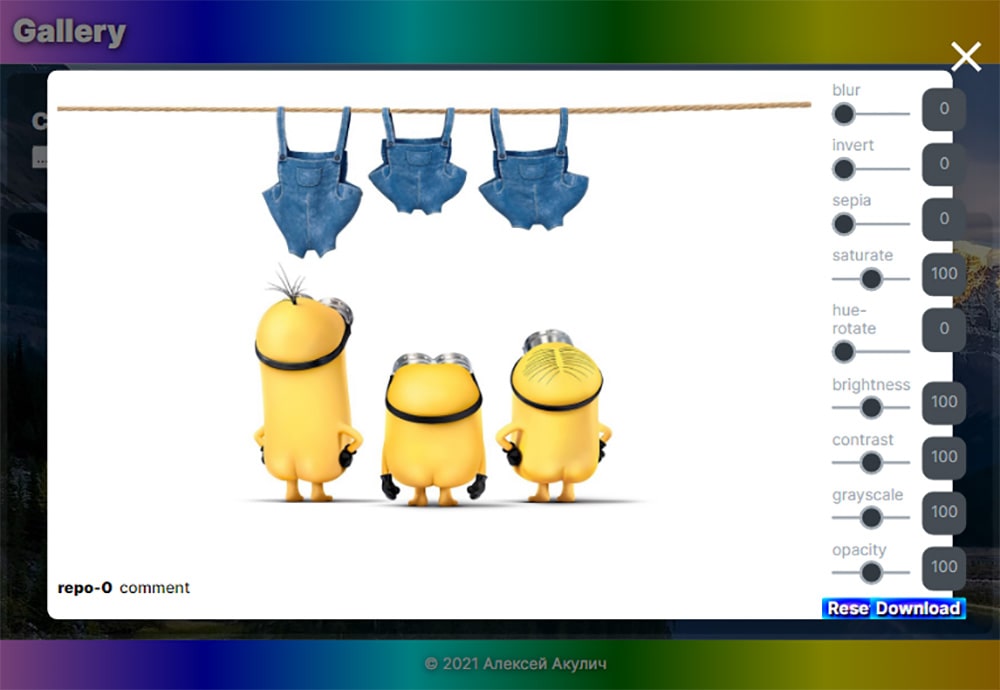 Gallery
blur
0
invert
0
sepia
0
saturate
100
hue-
rotate
0
brightness
100
contrast
100
grayscale
100
opacity
100
repo-0 comment
Rese Download
© 2021 Алексей Акулич